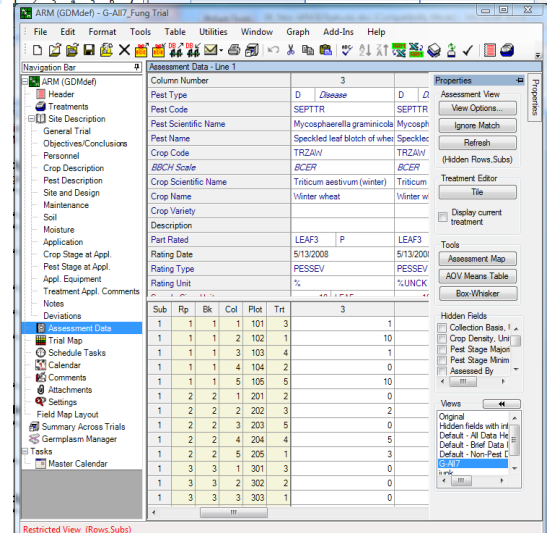 ARM (GDMdef) - G-All7_Fung Trial
File Edit Format Tools Table Utilities Window Graph Add-Ins Help
Navigation Bar
ARM (GDMdef)
Header
Treatments
Site Description
General Trial
Objectives/Conclusions
Personnel
Crop Description
Pest Description
Site and Design
Maintenance
Soil
Moisture
Application
Crop Stage at Appl.
Pest Stage at Appl.
Appl. Equipment
Treatment Appl. Comments
Notes
Deviations
Assessment Data
Trial Map
Schedule Tasks
Calendar
Comments
Attachments
Settings
Field Map Layout
Summary Across Trials
Germplasm Manager
Tasks
Master Calendar
Assessment Data - Line 1
Column Number 3
Pest Type D Disease D
Pest Code SEPTTR SEPTTR
Pest Scientific Name Mycosphaerella graminicola Mycosph
Pest Name Speckled leaf blotch of whea Speckled
Crop Code TRZAW TRZAW
BBCH Scale BCER BCER
Crop Scientific Name Triticum aestivum (winter) Triticum
Crop Name Winter wheat Winter w
Crop Variety
Description
Part Rated LEAF3 P LEAF3
Rating Date 5/13/2008 5/13/2008
Rating Type PESSEV PESSEV
Rating Unit % %UNCK
Sub Rp Bk Col Plot Trt 3
1 1 1 1 101 3 1
1 1 1 2 102 1 10
1 1 1 3 103 4 1
1 1 1 4 104 2 0
1 1 1 5 105 5 10
1 2 2 1 201 2 0
1 2 2 2 202 3 2
1 2 2 3 203 5 0
1 2 2 4 204 4 5
1 2 2 5 205 1 3
1 3 3 1 301 3 0
1 3 3 2 302 2 0
1 3 3 3 303 1 0
Properties
Assessment View
View Options...
Ignore Match
Refresh
(Hidden Rows,Subs)
Treatment Editor
Tile
Display current
treatment
Tools
Assessment Map
AOV Means Table
Box-Whisker
Hidden Fields
Collection Basis,
Crop Density, Uni
Pest Stage Majori
Pest Stage Minim
Assessed By
Views
Original
Hidden fields with inf
Default - All Data He
Default - Brief Data
Default - Non-Pest D
G-All7
junk
Properties
Restricted View (Rows,Subs)